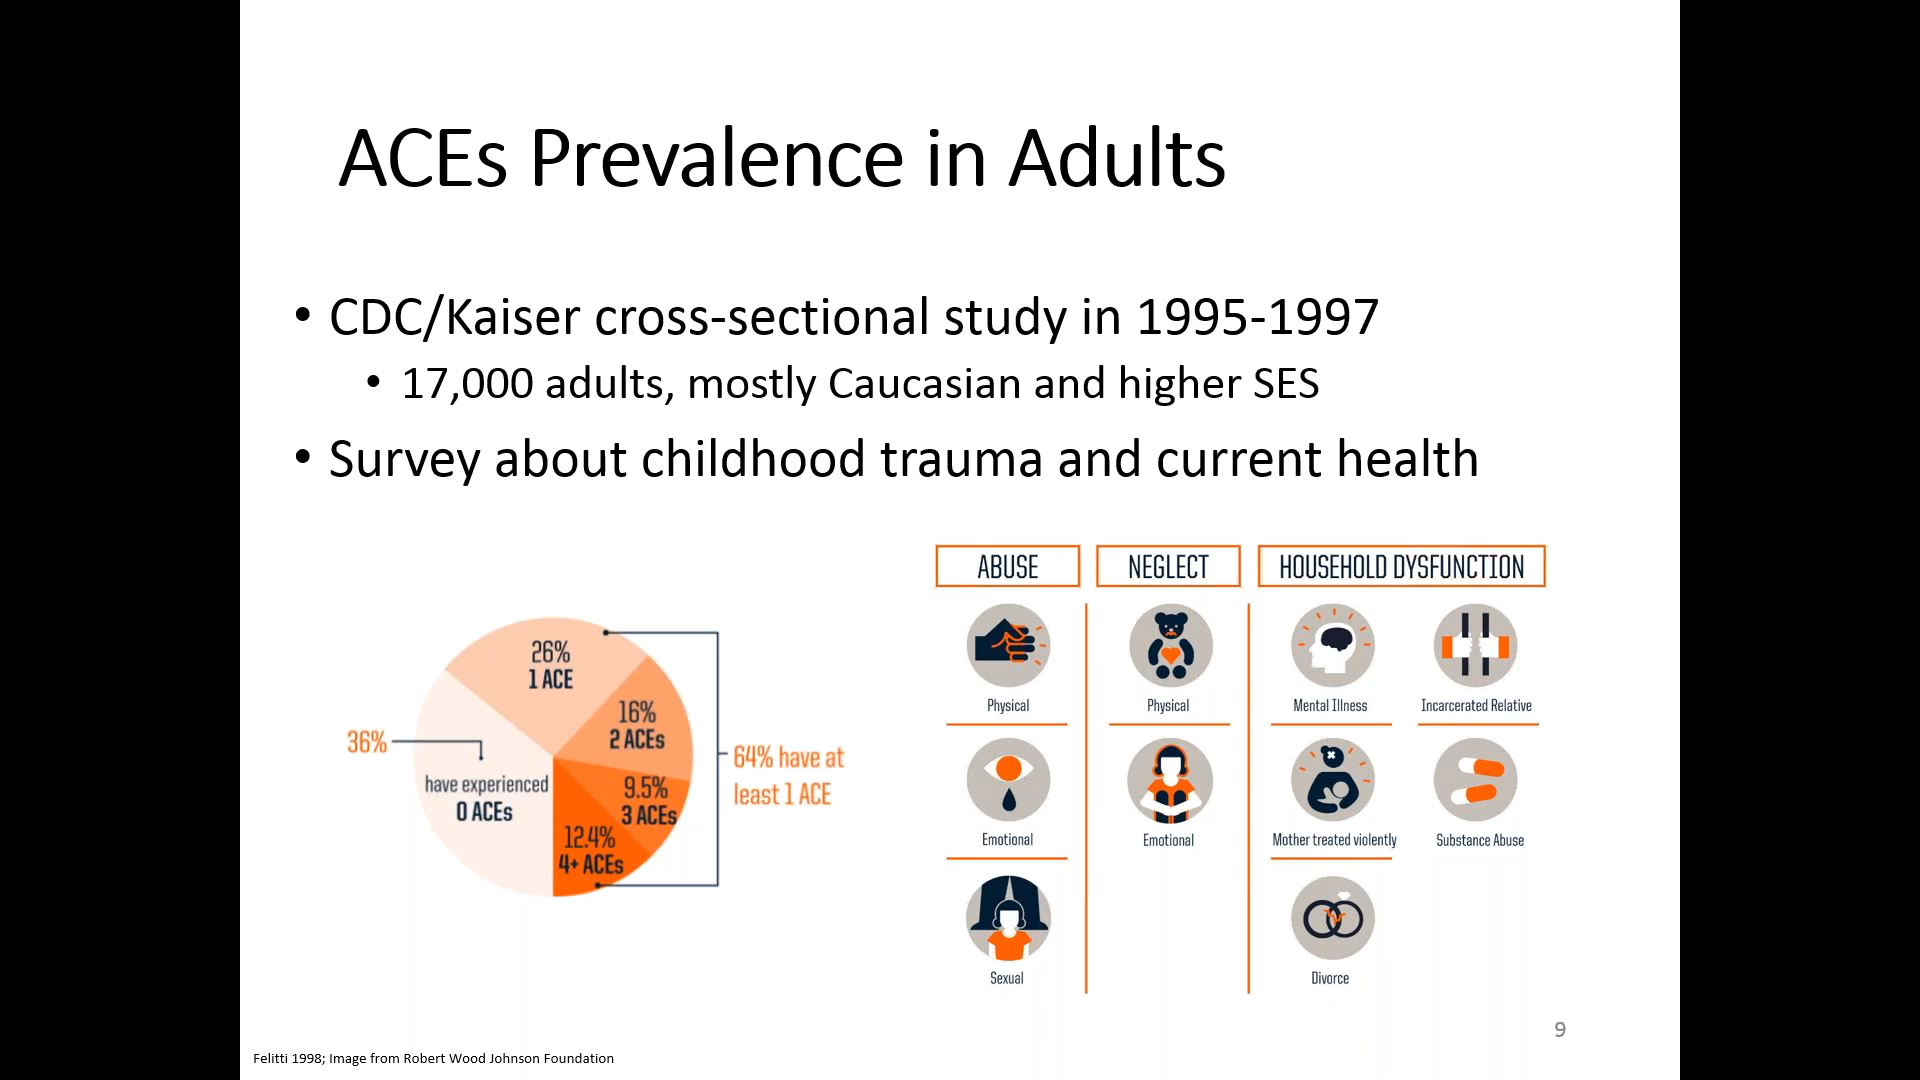 ACEs Prevalence in Adults
• CDC/Kaiser cross-sectional study in 1995-1997
• 17,000 adults, mostly Caucasian and higher SES
• Survey about childhood trauma and current health
36%
have experienced
0 ACEs
26%
1 ACE
16%
2 ACEs
9.5%
3 ACEs
12.4%
4+ ACEs
64% have at
least 1 ACE
ABUSE
Physical
Emotional
Sexual
NEGLECT
Physical
Emotional
HOUSEHOLD DYSFUNCTION
Mental Illness
Incarcerated Relative
Mother treated violently
Substance Abuse
Divorce
9
Felitti 1998; Image from Robert Wood Johnson Foundation